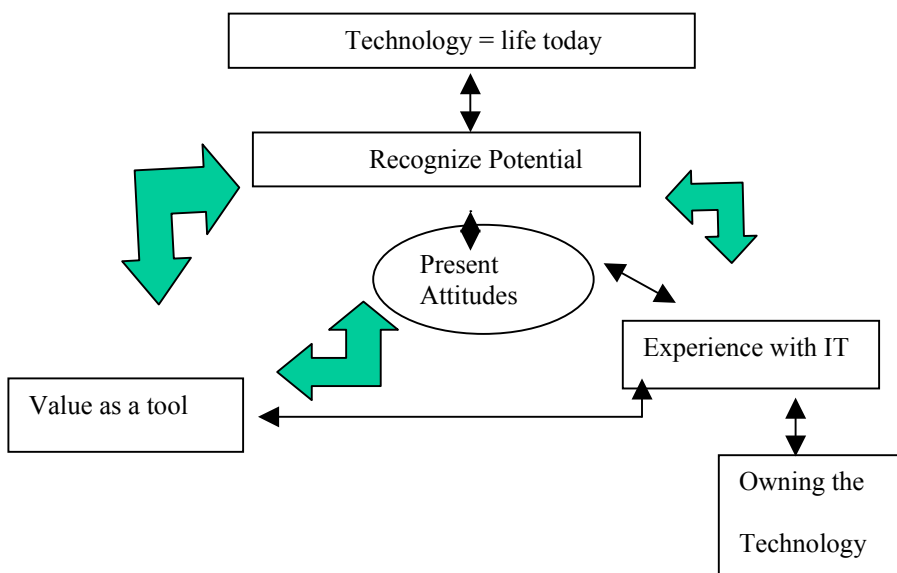 Technology = life today
Recognize Potential
Present
Attitudes
Experience with IT
Value as a tool
Owning the
Technology